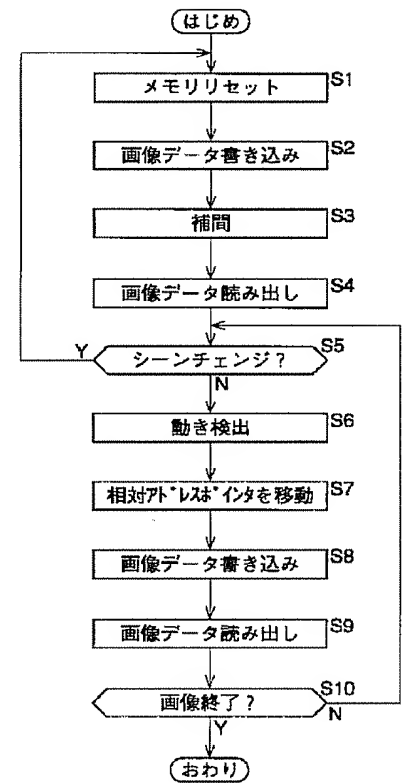 はじめ
メモリリセット S1
画像データ書き込み S2
補間 S3
画像データ読み出し S4
Y シーンチェンジ? S5
N
動き検出 S6
相対アドレスポインタを移動 S7
画像データ書き込み S8
画像データ読み出し S9
画像終了? S10
Y N
おわり